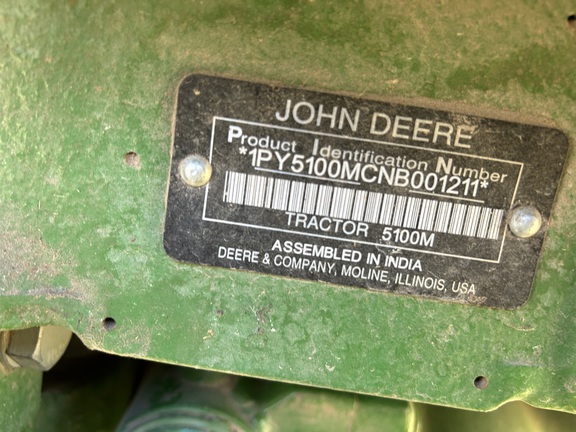 JOHN DEERE
Product Identification Number
*1PY5100MCNB001211*
TRACTOR 5100M
ASSEMBLED IN INDIA
DEERE & COMPANY, MOLINE, ILLINOIS, USA